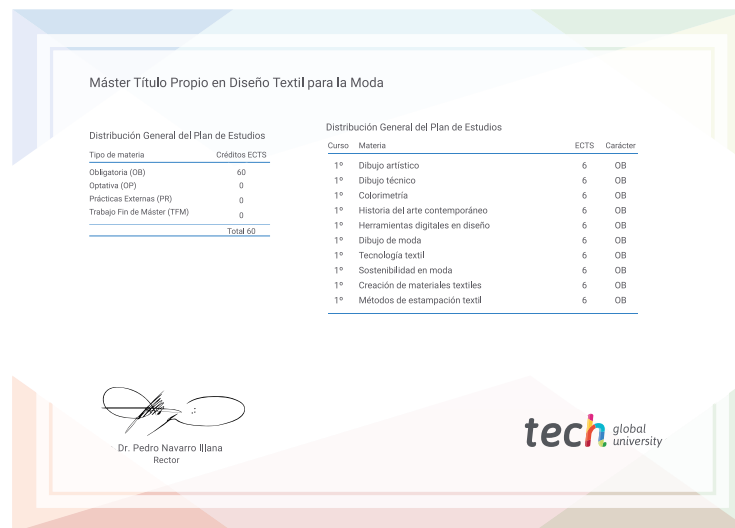 Máster Título Propio en Diseño Textil para la Moda
Distribución General del Plan de Estudios
Tipo de materia Créditos ECTS
Obligatoria (OB) 60
Optativa (OP) 0
Prácticas Externas (PR) 0
Trabajo Fin de Máster (TFM) 0
Total 60
Distribución General del Plan de Estudios
Curso Materia ECTS Carácter
1º Dibujo artístico 6 OB
1º Dibujo técnico 6 OB
1º Colorimetría 6 OB
1º Historia del arte contemporáneo 6 OB
1º Herramientas digitales en diseño 6 OB
1º Dibujo de moda 6 OB
1º Tecnología textil 6 OB
1º Sostenibilidad en moda 6 OB
1º Creación de materiales textiles 6 OB
1º Métodos de estampación textil 6 OB
Dr. Pedro Navarro Illana
Rector
tech global
university